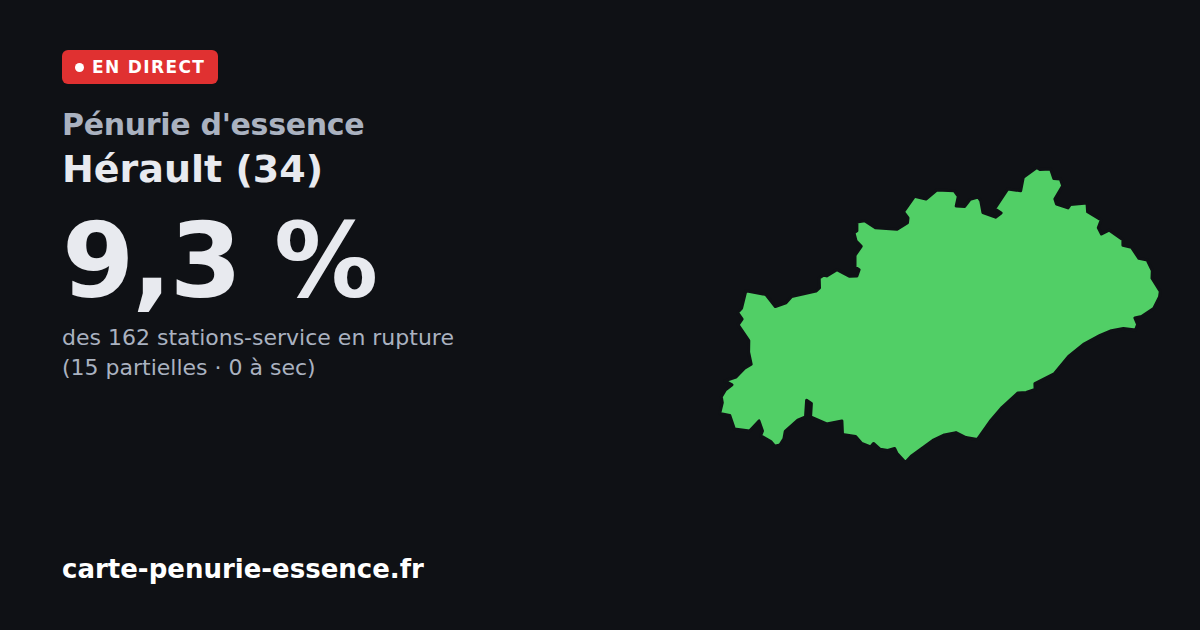 EN DIRECT
Pénurie d'essence
Hérault (34)
9,3 %
des 162 stations-service en rupture
(15 partielles · 0 à sec)
carte-penurie-essence.fr